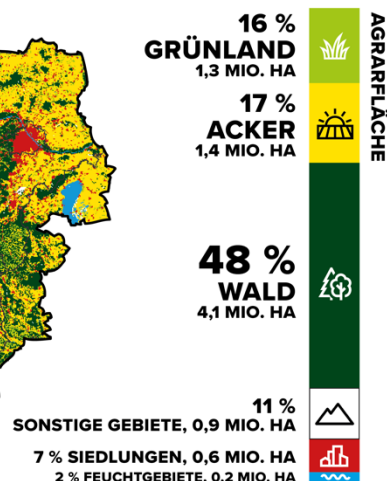 16 %
GRÜNLAND
1,3 MIO. HA
AGRARFLÄCHE
17 %
ACKER
1,4 MIO. HA
48 %
WALD
4,1 MIO. HA
11 %
SONSTIGE GEBIETE, 0,9 MIO. HA
7 % SIEDLUNGEN, 0,6 MIO. HA
2 % FEUCHTGEBIETE, 0,2 MIO. HA